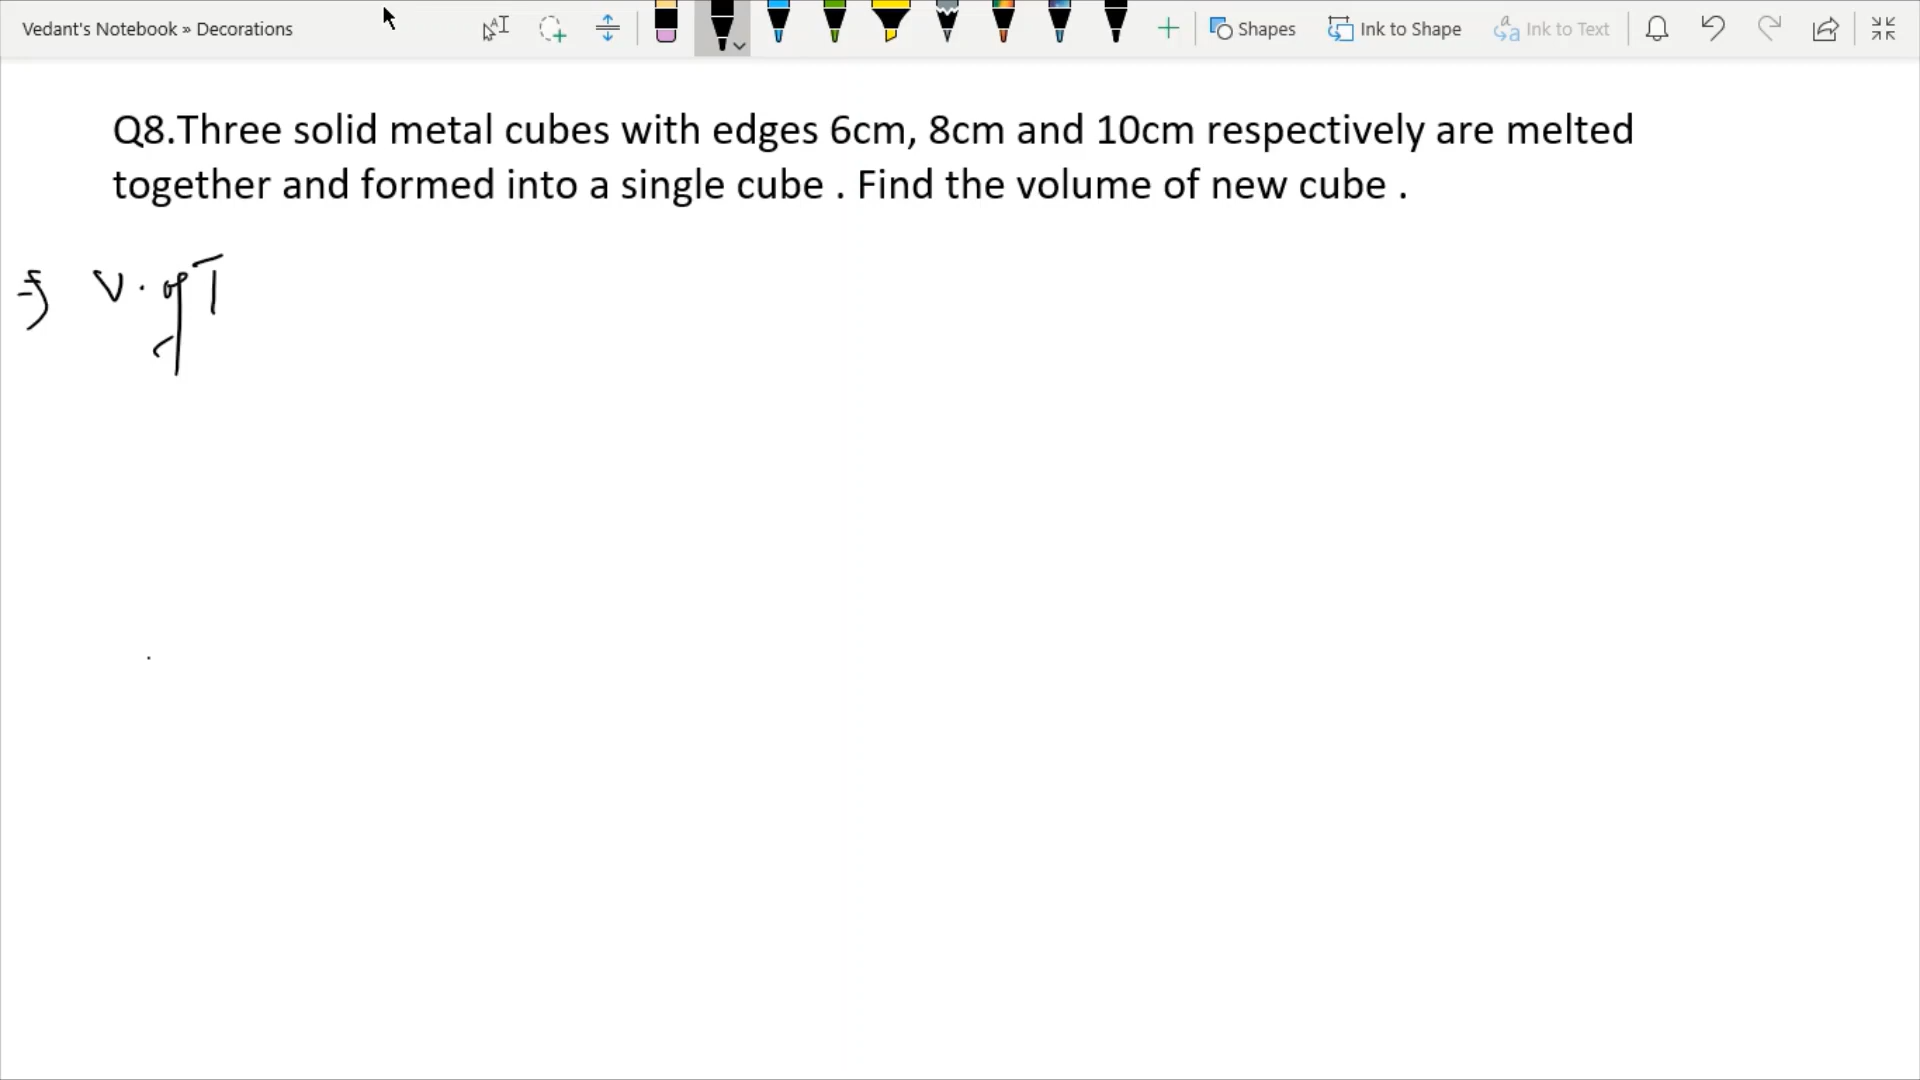 Vedant's Notebook » Decorations
Shapes
Ink to Shape
Ink to Text
Q8.Three solid metal cubes with edges 6cm, 8cm and 10cm respectively are melted
together and formed into a single cube . Find the volume of new cube .
⇒ V. of T